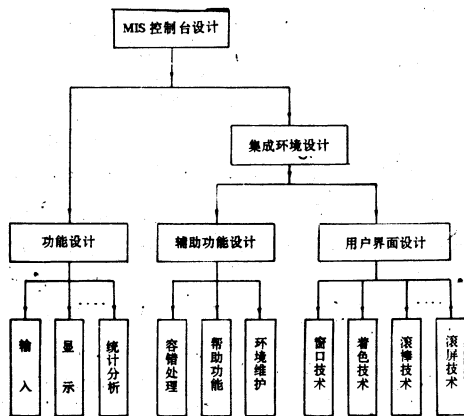 MIS 控制台设计
集成环境设计
功能设计
辅助功能设计
用户界面设计
输入
显示
统计分析
容错处理
帮助功能
环境维护
窗口技术
着色技术
滚棒技术
滚屏技术